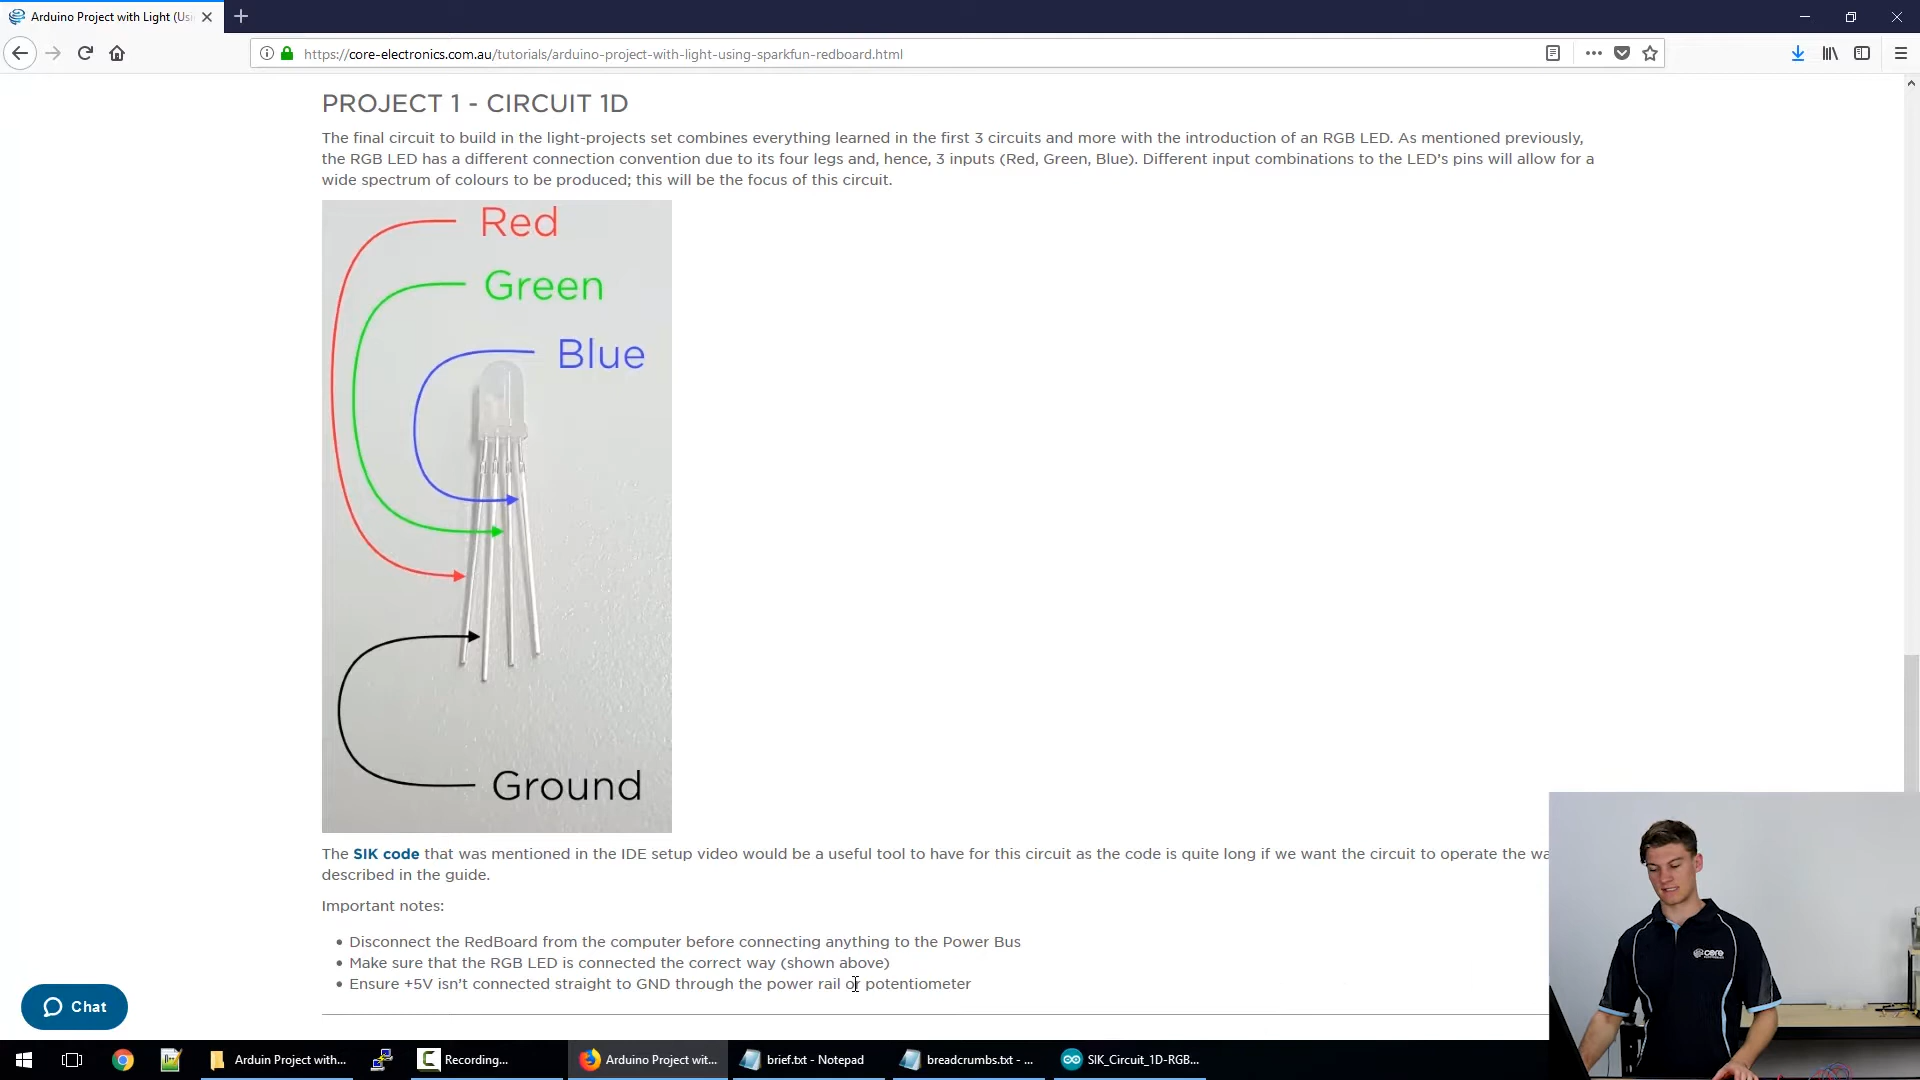 Arduino Project with Light (Usi
https://core-electronics.com.au/tutorials/arduino-project-with-light-using-sparkfun-redboard.html
PROJECT 1 - CIRCUIT 1D
The final circuit to build in the light-projects set combines everything learned in the first 3 circuits and more with the introduction of an RGB LED. As mentioned previously,
the RGB LED has a different connection convention due to its four legs and, hence, 3 inputs (Red, Green, Blue). Different input combinations to the LED's pins will allow for a
wide spectrum of colours to be produced; this will be the focus of this circuit.
Red
Green
Blue
Ground
The SIK code that was mentioned in the IDE setup video would be a useful tool to have for this circuit as the code is quite long if we want the circuit to operate the wa
described in the guide.
Important notes:
• Disconnect the RedBoard from the computer before connecting anything to the Power Bus
• Make sure that the RGB LED is connected the correct way (shown above)
• Ensure +5V isn't connected straight to GND through the power rail or potentiometer
Chat
core
Arduin Project with...
Recording...
Arduino Project wit...
brief.txt - Notepad
breadcrumbs.txt - ...
SIK_Circuit_1D-RGB...